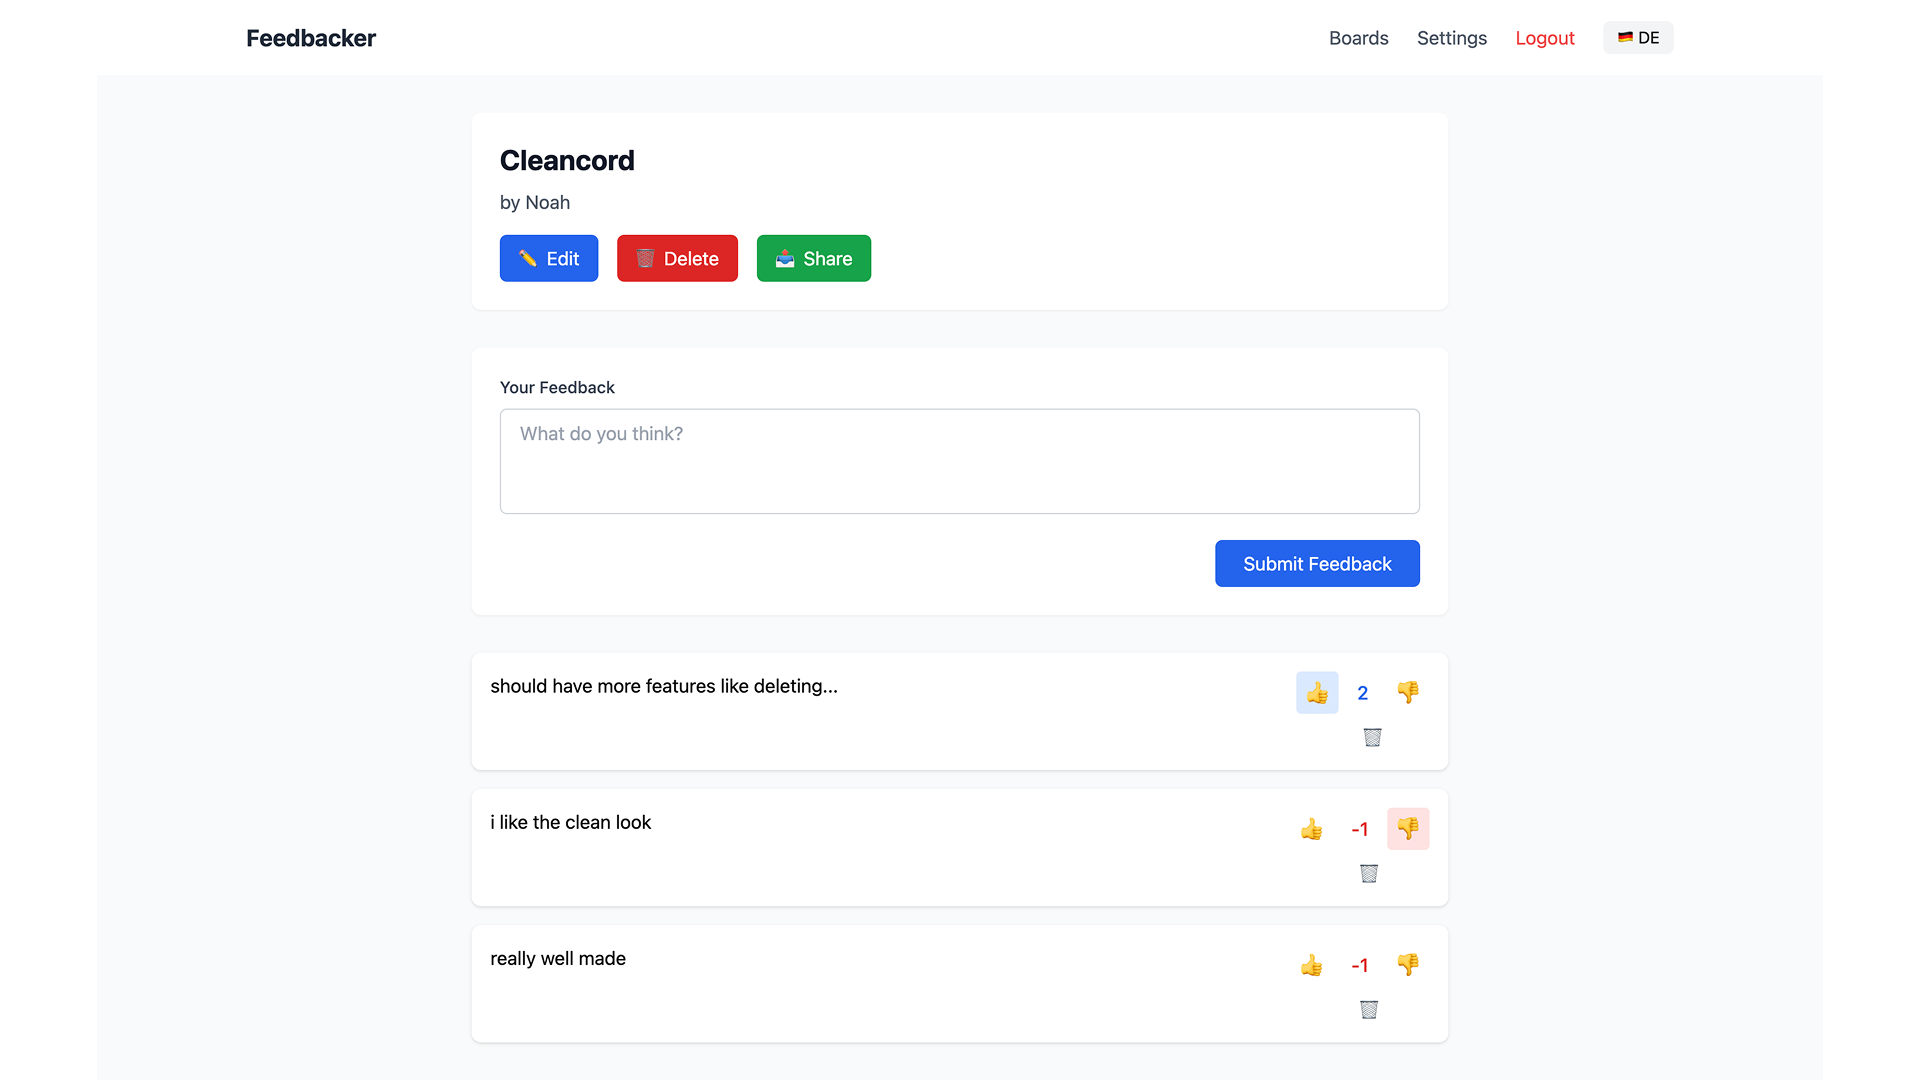 Feedbacker
Boards Settings Logout 🇩🇪 DE
Cleancord
by Noah
✏️ Edit 🗑️ Delete 📤 Share
Your Feedback
What do you think?
Submit Feedback
should have more features like deleting...
👍 2 👎
🗑️
i like the clean look
👍 -1 👎
🗑️
really well made
👍 -1 👎
🗑️